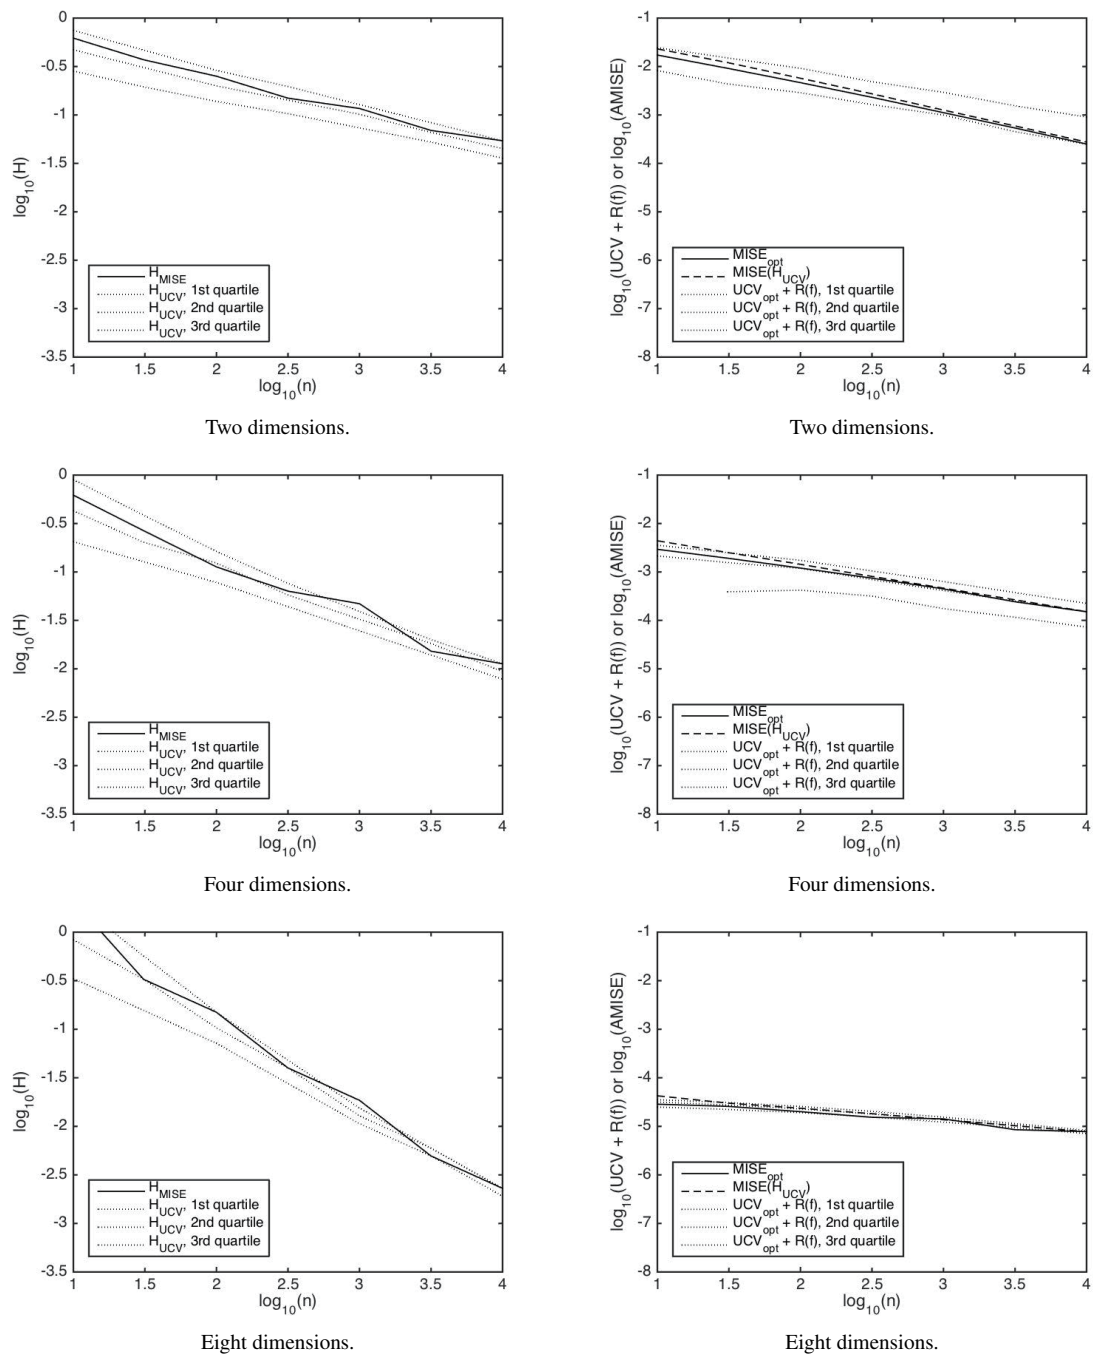 0
-0.5
-1
-1.5
-2
-2.5
-3
-3.5
log10(H)
H_MISE
H_UCV, 1st quartile
H_UCV, 2nd quartile
H_UCV, 3rd quartile
1 1.5 2 2.5 3 3.5 4
log10(n)
Two dimensions.
-1
-2
-3
-4
-5
-6
-7
-8
log10(UCV + R(f)) or log10(AMISE)
MISE_opt
MISE(H_UCV)
UCV_opt + R(f), 1st quartile
UCV_opt + R(f), 2nd quartile
UCV_opt + R(f), 3rd quartile
1 1.5 2 2.5 3 3.5 4
log10(n)
Two dimensions.
0
-0.5
-1
-1.5
-2
-2.5
-3
-3.5
log10(H)
H_MISE
H_UCV, 1st quartile
H_UCV, 2nd quartile
H_UCV, 3rd quartile
1 1.5 2 2.5 3 3.5 4
log10(n)
Four dimensions.
-1
-2
-3
-4
-5
-6
-7
-8
log10(UCV + R(f)) or log10(AMISE)
MISE_opt
MISE(H_UCV)
UCV_opt + R(f), 1st quartile
UCV_opt + R(f), 2nd quartile
UCV_opt + R(f), 3rd quartile
1 1.5 2 2.5 3 3.5 4
log10(n)
Four dimensions.
0
-0.5
-1
-1.5
-2
-2.5
-3
-3.5
log10(H)
H_MISE
H_UCV, 1st quartile
H_UCV, 2nd quartile
H_UCV, 3rd quartile
1 1.5 2 2.5 3 3.5 4
log10(n)
Eight dimensions.
-1
-2
-3
-4
-5
-6
-7
-8
log10(UCV + R(f)) or log10(AMISE)
MISE_opt
MISE(H_UCV)
UCV_opt + R(f), 1st quartile
UCV_opt + R(f), 2nd quartile
UCV_opt + R(f), 3rd quartile
1 1.5 2 2.5 3 3.5 4
log10(n)
Eight dimensions.